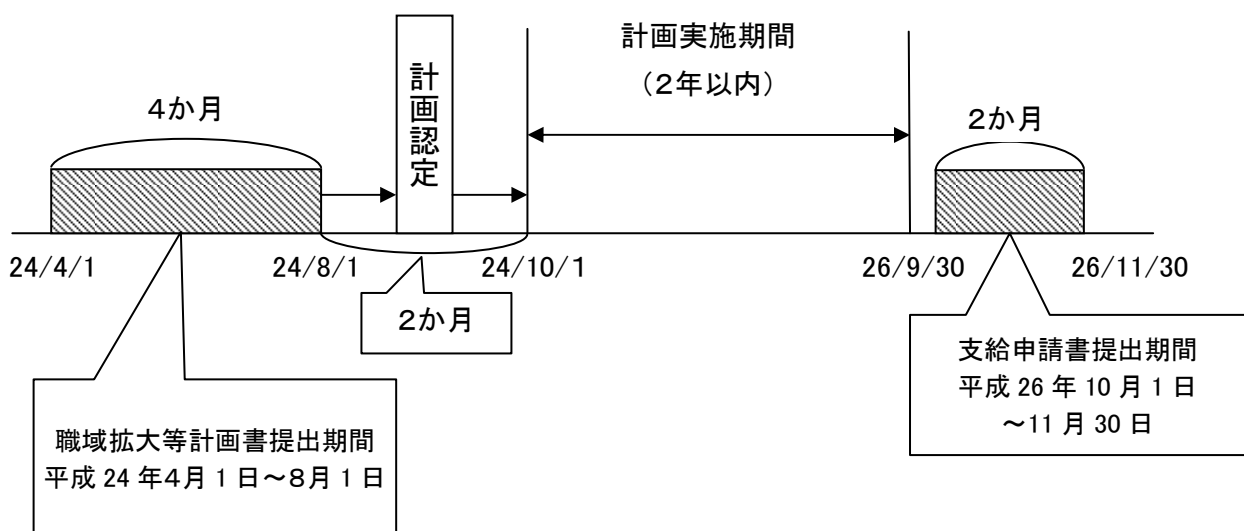 計画実施期間
（２年以内）
計画認定
４か月
２か月
24/4/1
24/8/1
24/10/1
26/9/30
26/11/30
２か月
職域拡大等計画書提出期間
平成 24 年４月 1 日～８月 1 日
支給申請書提出期間
平成 26 年 10 月 1 日
～11 月 30 日